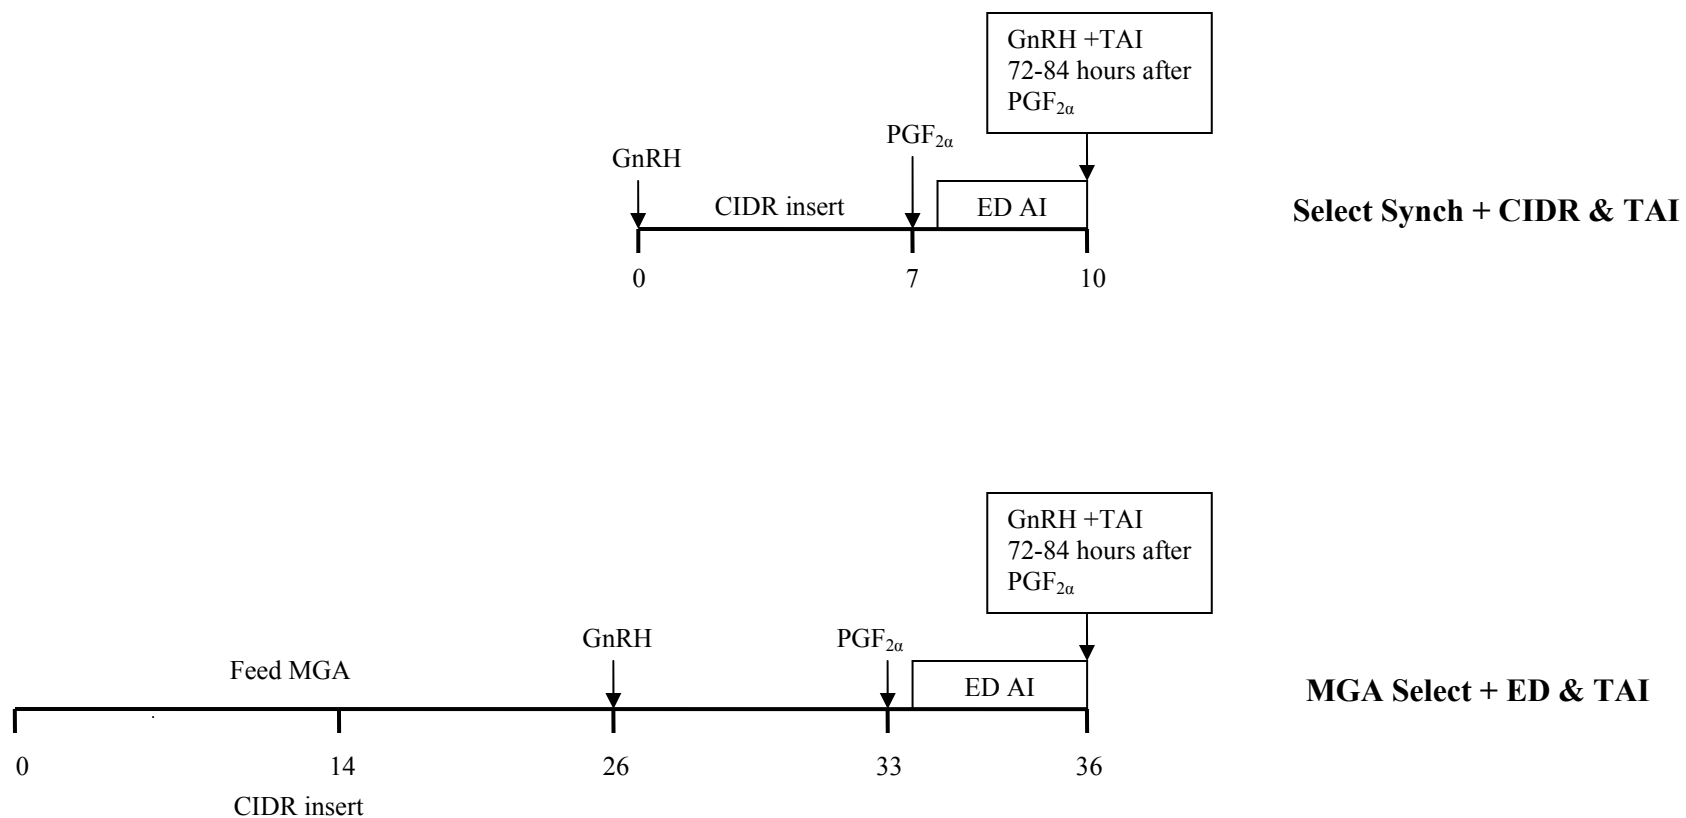 GnRH +TAI
72-84 hours after
PGF2α
PGF2α
GnRH
CIDR insert
ED AI
Select Synch + CIDR & TAI
0
7
10
GnRH +TAI
72-84 hours after
PGF2α
GnRH
PGF2α
Feed MGA
ED AI
MGA Select + ED & TAI
0
14
26
33
36
CIDR insert